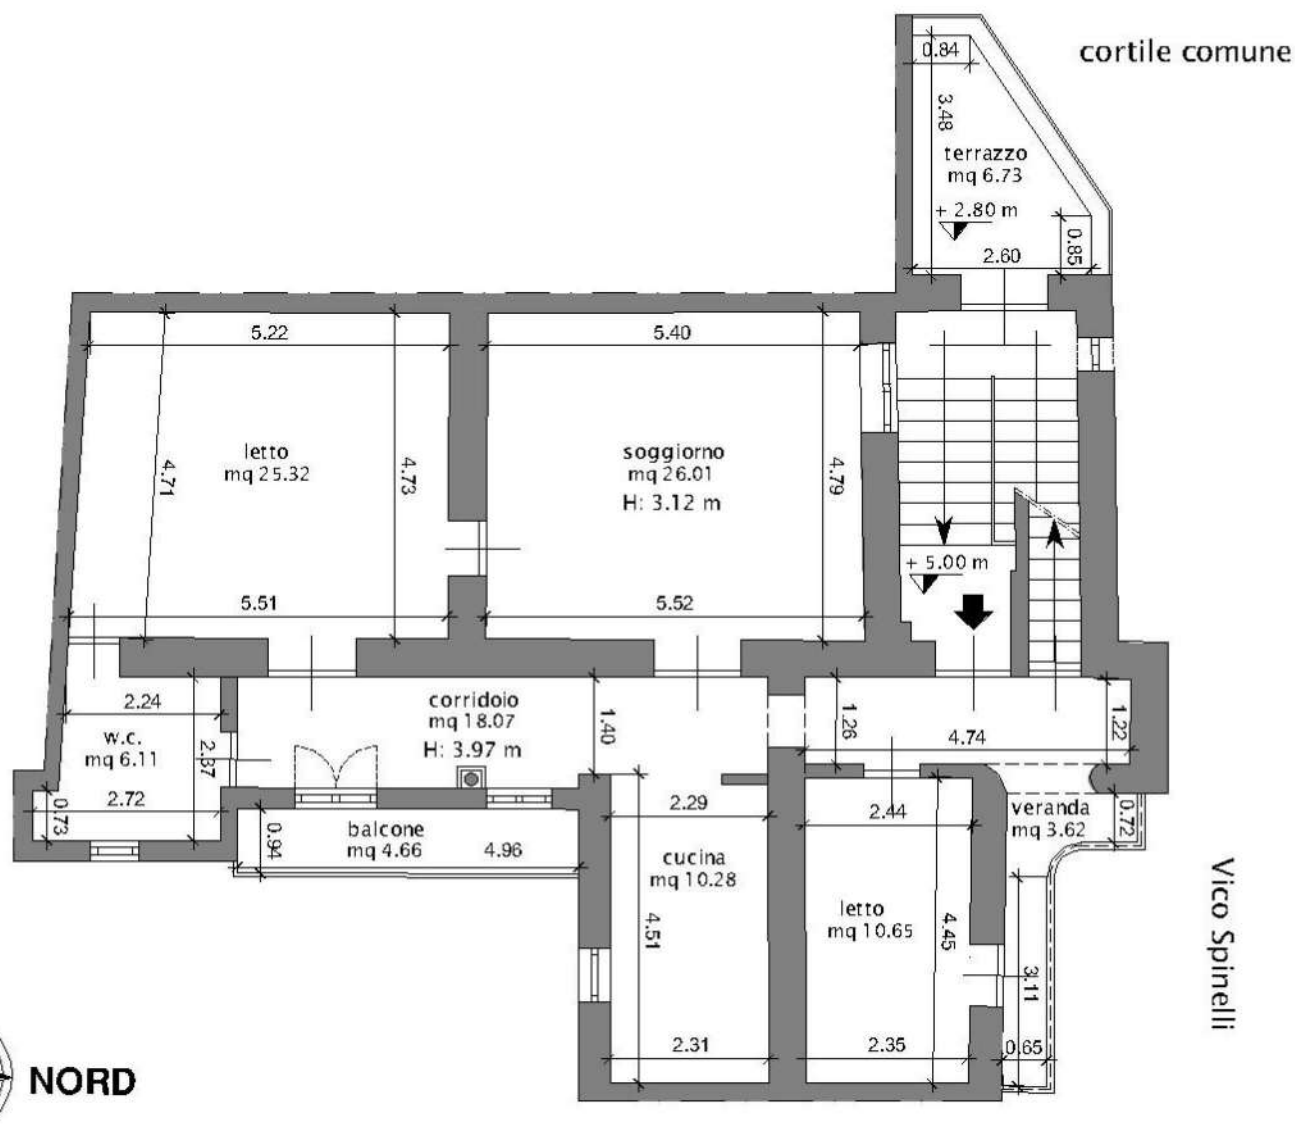 cortile comune
0.84
3.48
terrazzo
mq 6.73
+ 2.80 m
0.85
2.60
5.22
5.40
letto
mq 25.32
4.71
4.73
soggiorno
mq 26.01
H: 3.12 m
4.79
+ 5.00 m
5.51
5.52
2.24
w.c.
mq 6.11
2.37
2.72
0.73
corridoio
mq 18.07
H: 3.97 m
1.40
1.26
4.74
1.22
0.94
balcone
mq 4.66
4.96
2.29
cucina
mq 10.28
4.51
2.31
2.44
letto
mq 10.65
4.45
2.35
veranda
mq 3.62
0.72
3.11
0.65
Vico Spinelli
NORD